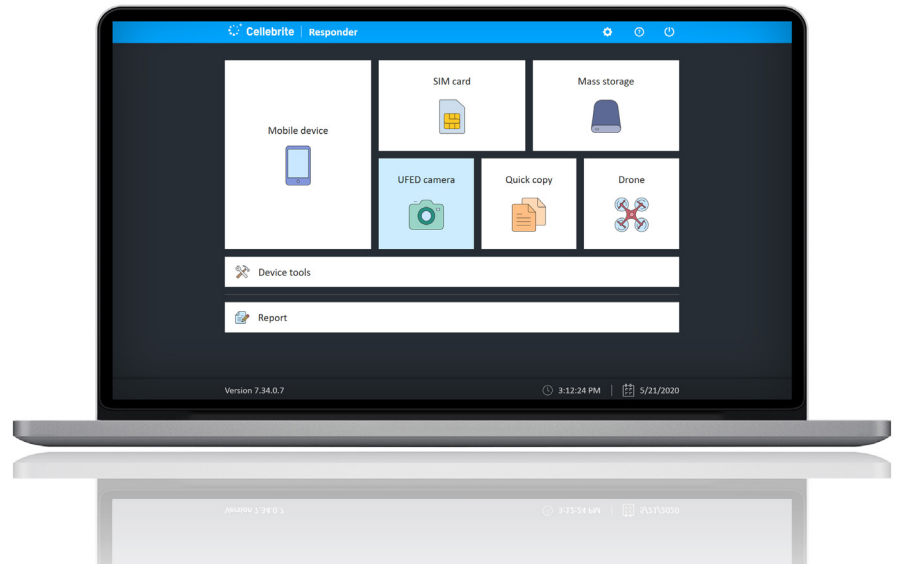 Cellebrite | Responder
SIM card
Mass storage
Mobile device
UFED camera
Quick copy
Drone
Device tools
Report
Version 7.34.0.7
3:12:24 PM | 5/21/2020